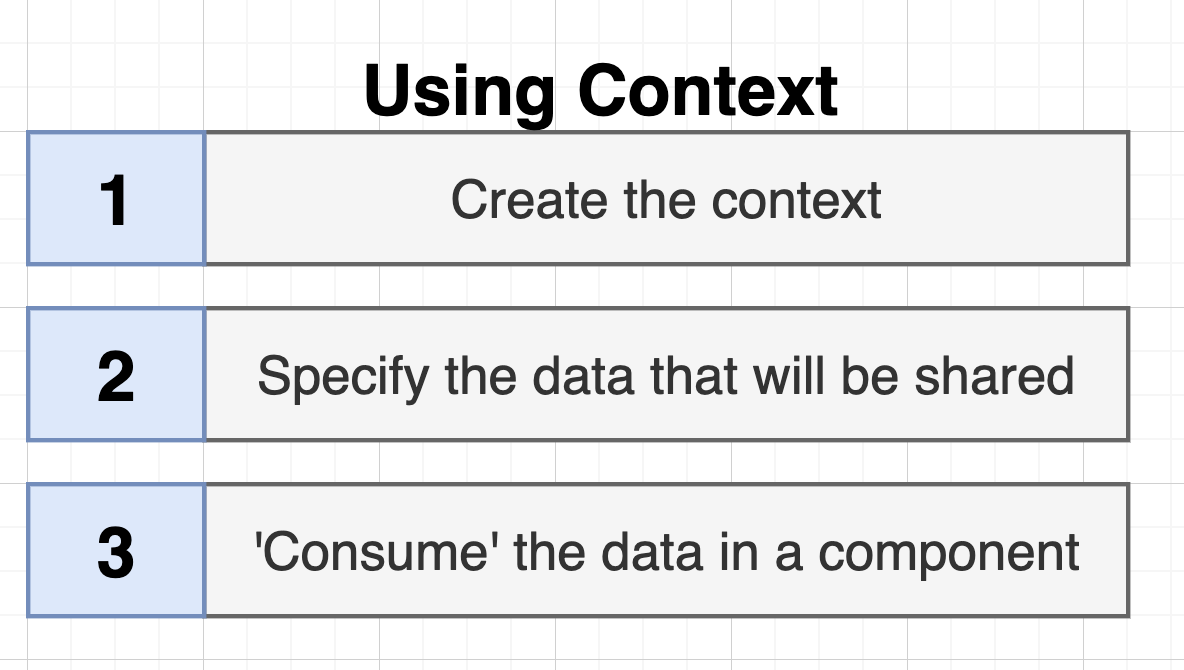 Using Context
1 Create the context
2 Specify the data that will be shared
3 'Consume' the data in a component